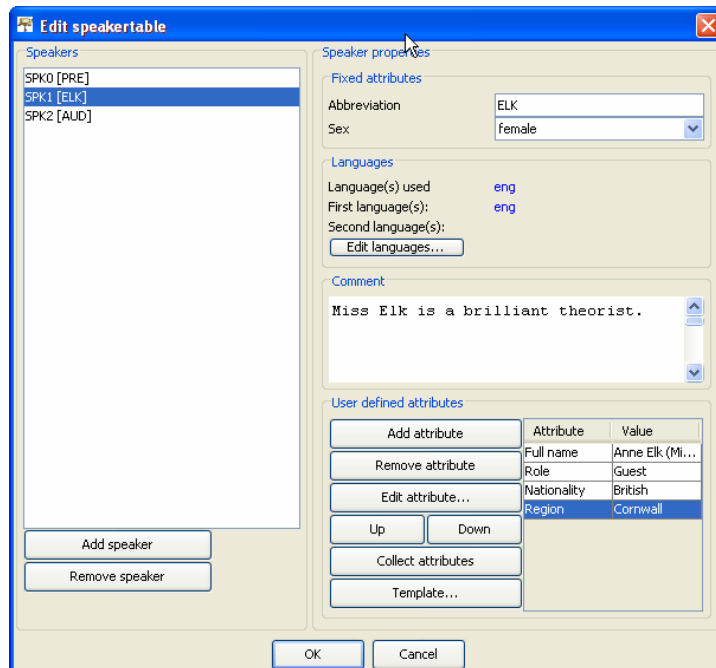 Edit speakertable
Speakers
SPK0 [PRE]
SPK1 [ELK]
SPK2 [AUD]
Add speaker
Remove speaker
Speaker properties
Fixed attributes
Abbreviation ELK
Sex female
Languages
Language(s) used eng
First language(s): eng
Second language(s):
Edit languages...
Comment
Miss Elk is a brilliant theorist.
User defined attributes
Add attribute
Remove attribute
Edit attribute...
Up Down
Collect attributes
Template...
Attribute Value
Full name Anne Elk (Mi...
Role Guest
Nationality British
Region Cornwall
OK Cancel